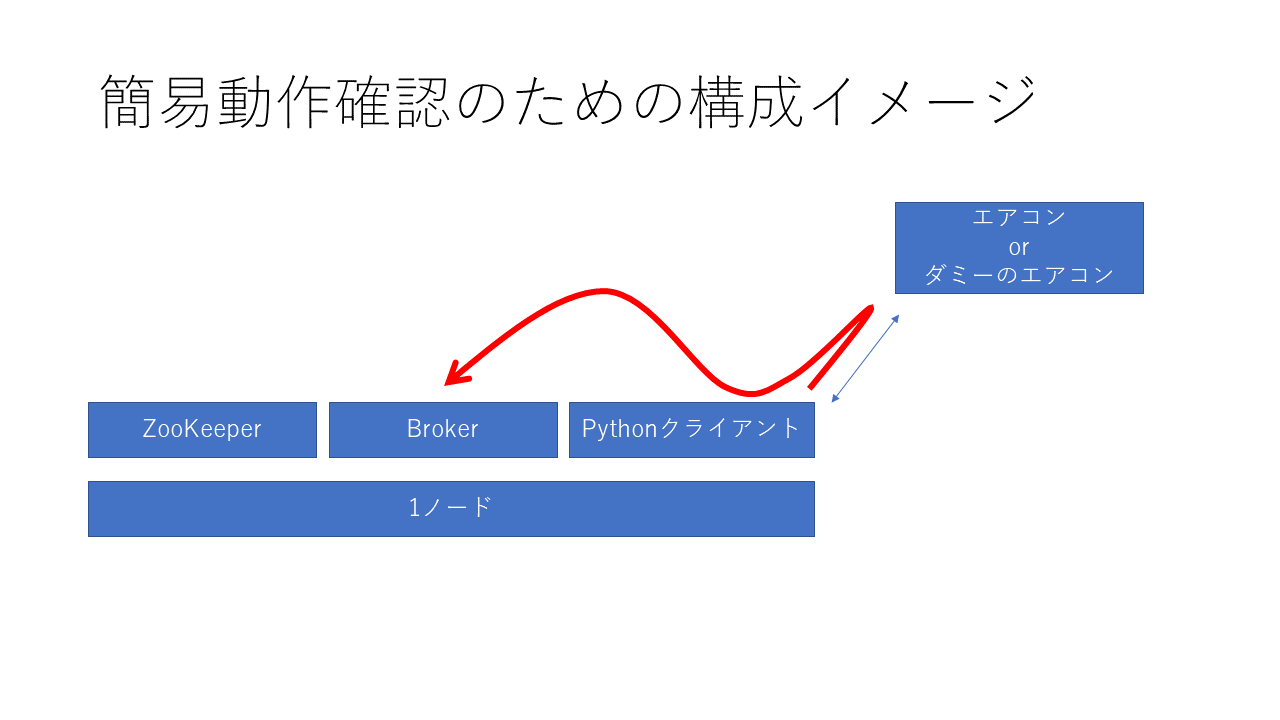 簡易動作確認のための構成イメージ
エアコン
or
ダミーのエアコン
ZooKeeper
Broker
Pythonクライアント
1ノード